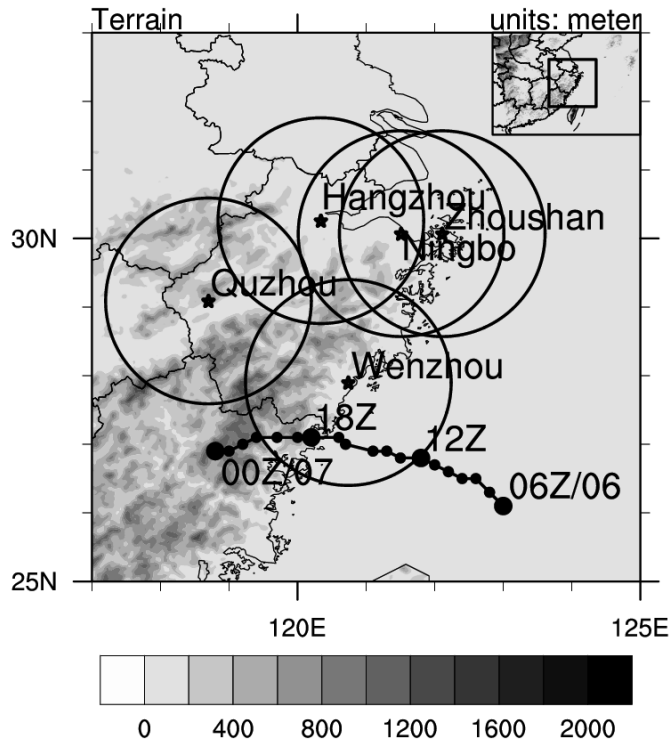 Terrain units: meter
Hangzhou
Zhoushan
30N
Ningbo
Quzhou
Wenzhou
18Z
12Z
00Z/07
06Z/06
25N
120E 125E
0 400 800 1200 1600 2000